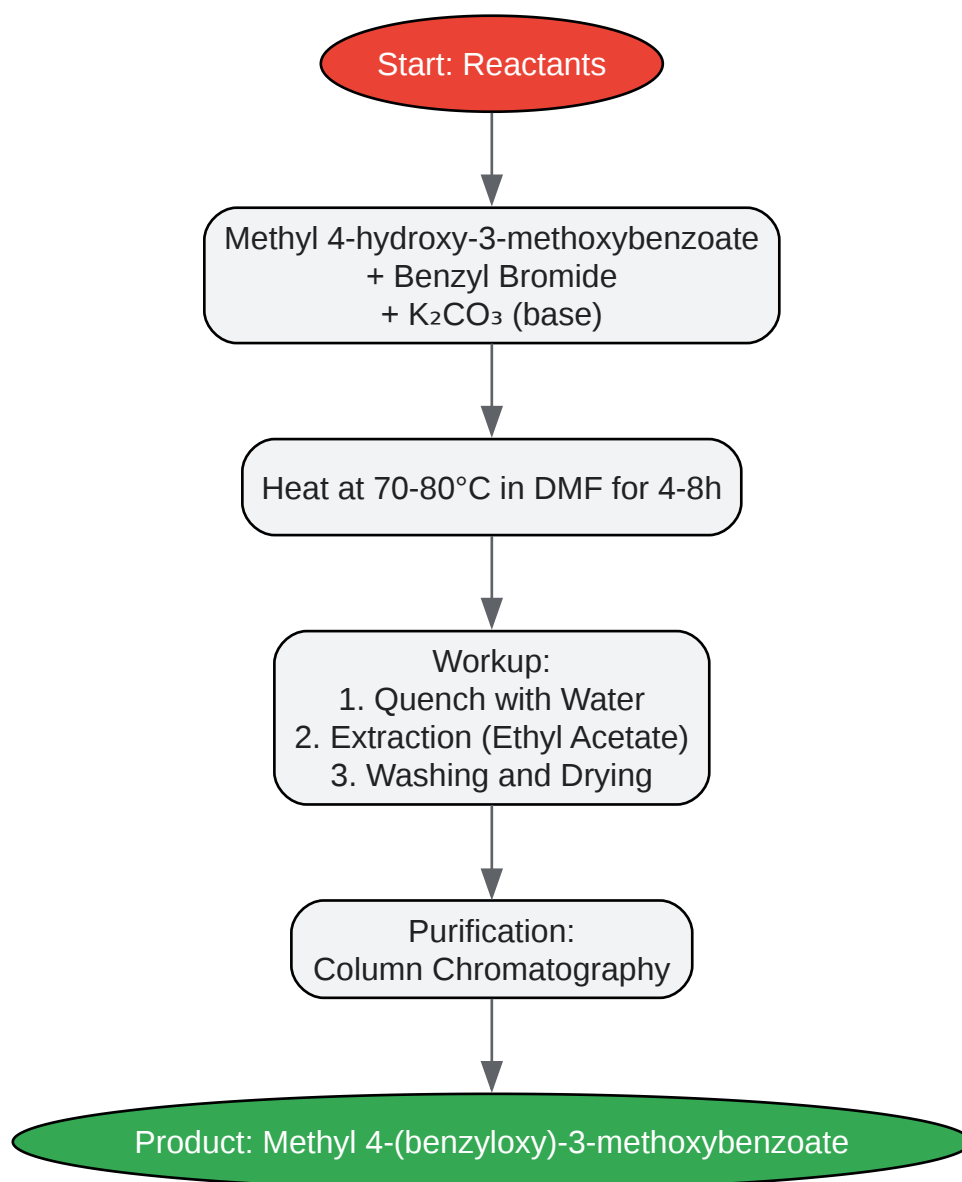 Start: Reactants
Methyl 4-hydroxy-3-methoxybenzoate
+ Benzyl Bromide
+ K₂CO₃ (base)
Heat at 70-80°C in DMF for 4-8h
Workup:
1. Quench with Water
2. Extraction (Ethyl Acetate)
3. Washing and Drying
Purification:
Column Chromatography
Product: Methyl 4-(benzyloxy)-3-methoxybenzoate